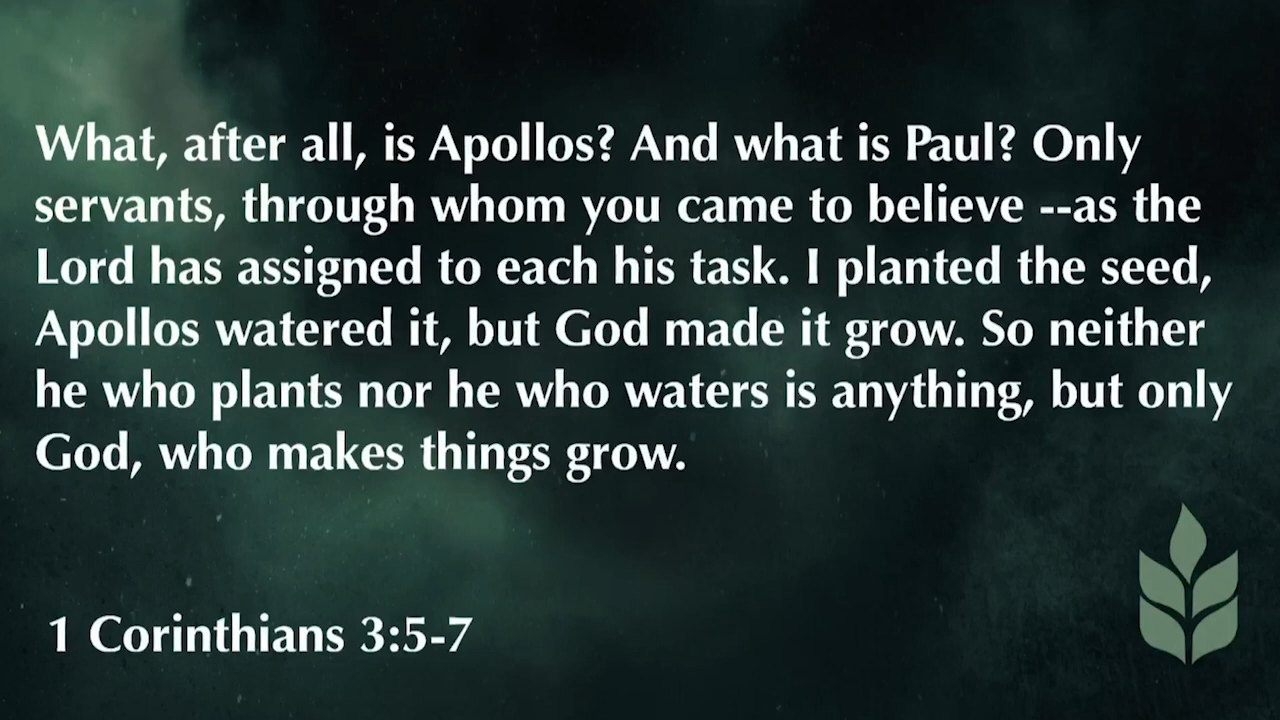 What, after all, is Apollos? And what is Paul? Only
servants, through whom you came to believe --as the
Lord has assigned to each his task. I planted the seed,
Apollos watered it, but God made it grow. So neither
he who plants nor he who waters is anything, but only
God, who makes things grow.
1 Corinthians 3:5-7